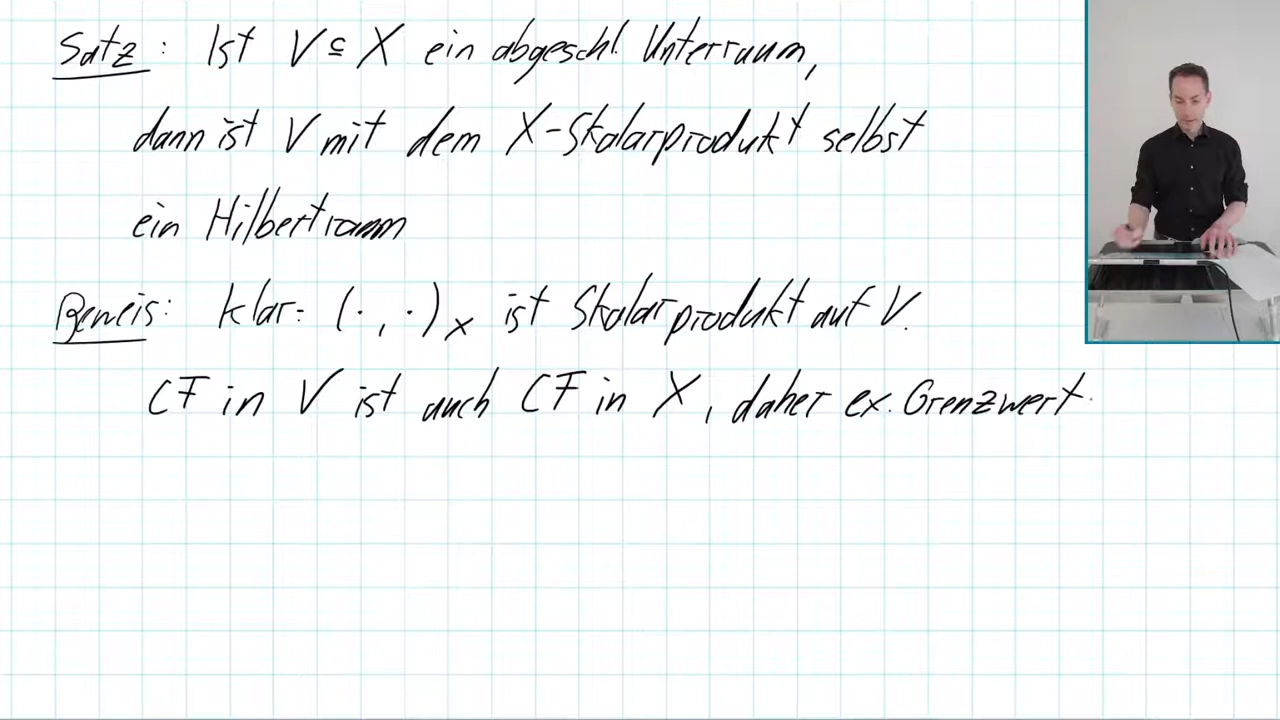 Satz: Ist V ⊆ X ein abgeschl. Unterraum,
dann ist V mit dem X-Skalarprodukt selbst
ein Hilbertraum
Beweis: klar: (·,·)_X ist Skalarprodukt auf V.
CF in V ist auch CF in X, daher ex. Grenzwert.